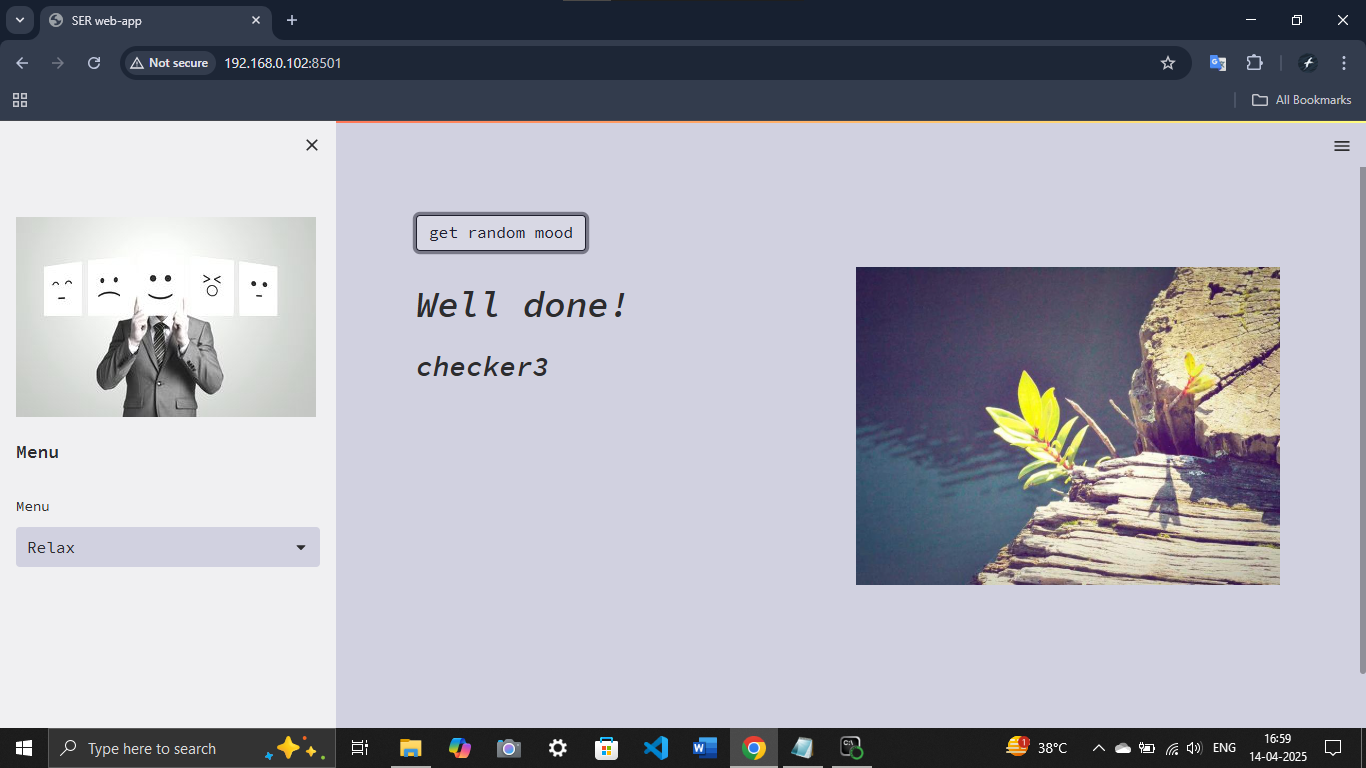 SER web-app
Not secure
192.168.0.102:8501
All Bookmarks
get random mood
Well done!
checker3
Menu
Menu
Relax
Type here to search
1
38°C
ENG
16:59
14-04-2025